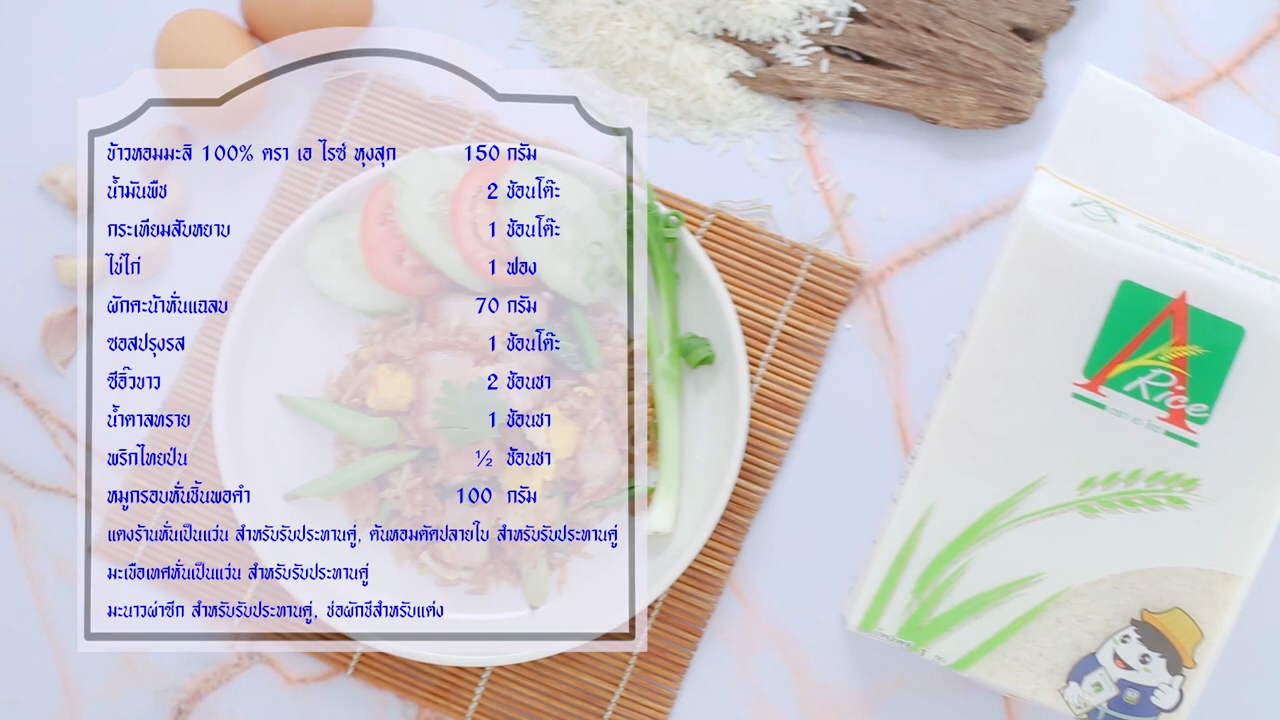 ข้าวหอมมะลิ 100% ตรา เอ ไรซ์ หุงสุก 150 กรัม
น้ำมันพืช 2 ช้อนโต๊ะ
กระเทียมสับหยาบ 1 ช้อนโต๊ะ
ไข่ไก่ 1 ฟอง
ผักคะน้าหั่นแฉลบ 70 กรัม
ซอสปรุงรส 1 ช้อนโต๊ะ
ซีอิ๊วขาว 2 ช้อนชา
น้ำตาลทราย 1 ช้อนชา
พริกไทยป่น ½ ช้อนชา
หมูกรอบหั่นชิ้นพอคำ 100 กรัม
แตงร้านหั่นเป็นแว่น สำหรับรับประทานคู่, ต้นหอมตัดปลายใบ สำหรับรับประทานคู่
มะเขือเทศหั่นเป็นแว่น สำหรับรับประทานคู่
มะนาวผ่าซีก สำหรับรับประทานคู่, ช่อผักชีสำหรับแต่ง
A Rice